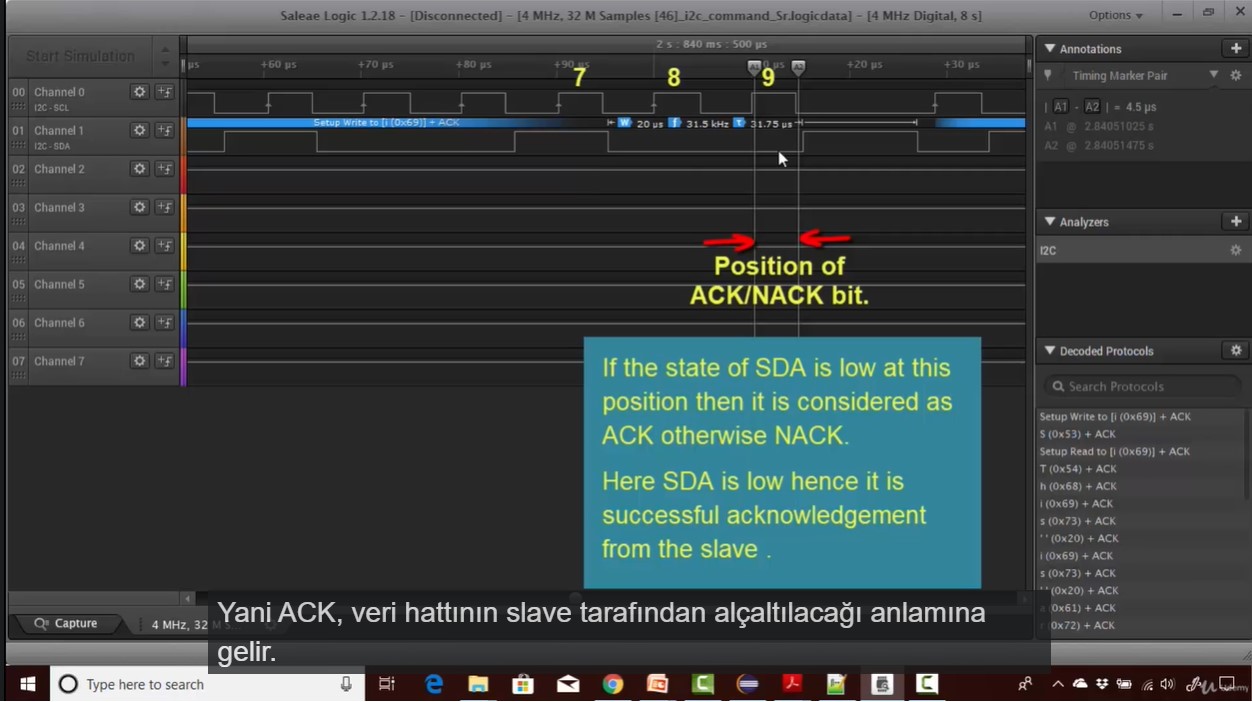 Saleae Logic 1.2.18 - [Disconnected] - [4 MHz, 32 M Samples [46]_i2c_command_Sr.logicdata] - [4 MHz Digital, 8 s]
Options
Start Simulation
2 s : 840 ms : 500 µs
µs +60 µs +70 µs +80 µs +90 µs A1 0 µs A2 +20 µs +30 µs
7 8 9
00 Channel 0
I2C - SCL
01 Channel 1
I2C - SDA
Setup Write to [i (0x69)] + ACK
W 20 µs f 31.5 kHz T 31.75 µs
02 Channel 2
03 Channel 3
04 Channel 4
05 Channel 5
06 Channel 6
07 Channel 7
Position of
ACK/NACK bit.
If the state of SDA is low at this
position then it is considered as
ACK otherwise NACK.
Here SDA is low hence it is
successful acknowledgement
from the slave .
Annotations
Timing Marker Pair
| A1 - A2 | = 4.5 µs
A1 @ 2.84051025 s
A2 @ 2.84051475 s
Analyzers
I2C
Decoded Protocols
Search Protocols
Setup Write to [i (0x69)] + ACK
S (0x53) + ACK
Setup Read to [i (0x69)] + ACK
T (0x54) + ACK
h (0x68) + ACK
i (0x69) + ACK
s (0x73) + ACK
' ' (0x20) + ACK
i (0x69) + ACK
s (0x73) + ACK
(0x20) + ACK
(0x61) + ACK
(0x72) + ACK
Capture
4 MHz, 32 M
Yani ACK, veri hattının slave tarafından alçaltılacağı anlamına
gelir.
Type here to search
udemy